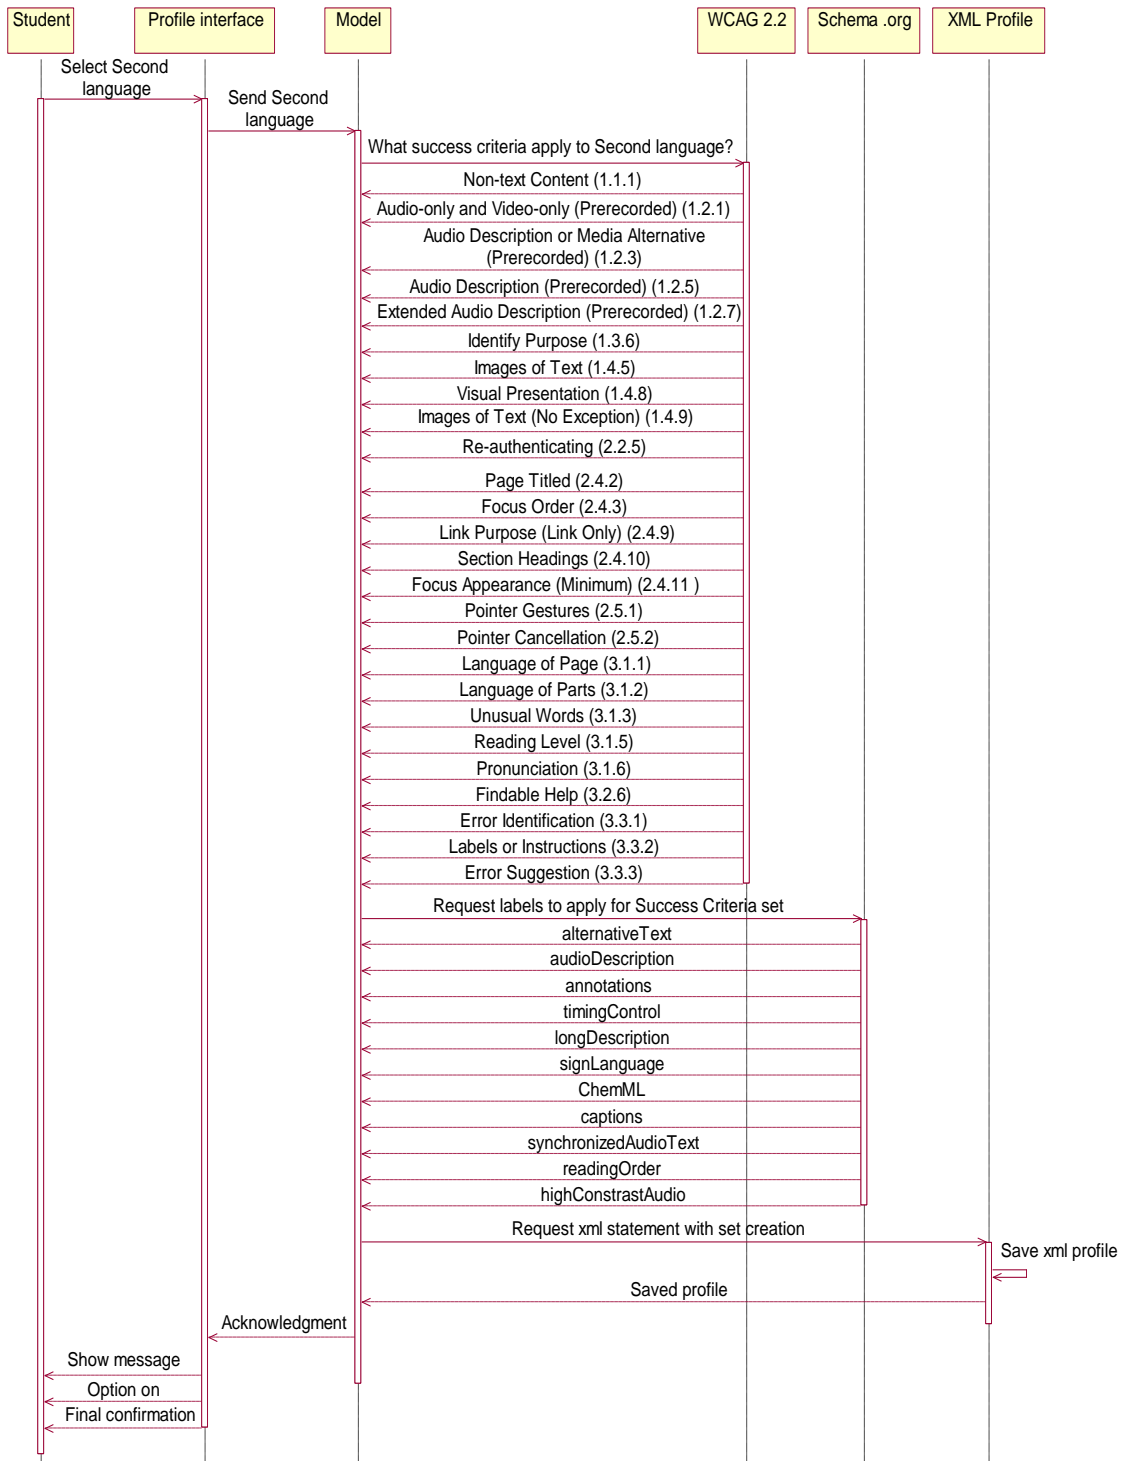 Student
Profile interface
Model
WCAG 2.2
Schema .org
XML Profile
Select Second
language
Send Second
language
What success criteria apply to Second language?
Non-text Content (1.1.1)
Audio-only and Video-only (Prerecorded) (1.2.1)
Audio Description or Media Alternative
(Prerecorded) (1.2.3)
Audio Description (Prerecorded) (1.2.5)
Extended Audio Description (Prerecorded) (1.2.7)
Identify Purpose (1.3.6)
Images of Text (1.4.5)
Visual Presentation (1.4.8)
Images of Text (No Exception) (1.4.9)
Re-authenticating (2.2.5)
Page Titled (2.4.2)
Focus Order (2.4.3)
Link Purpose (Link Only) (2.4.9)
Section Headings (2.4.10)
Focus Appearance (Minimum) (2.4.11 )
Pointer Gestures (2.5.1)
Pointer Cancellation (2.5.2)
Language of Page (3.1.1)
Language of Parts (3.1.2)
Unusual Words (3.1.3)
Reading Level (3.1.5)
Pronunciation (3.1.6)
Findable Help (3.2.6)
Error Identification (3.3.1)
Labels or Instructions (3.3.2)
Error Suggestion (3.3.3)
Request labels to apply for Success Criteria set
alternativeText
audioDescription
annotations
timingControl
longDescription
signLanguage
ChemML
captions
synchronizedAudioText
readingOrder
highConstrastAudio
Request xml statement with set creation
Save xml profile
Saved profile
Acknowledgment
Show message
Option on
Final confirmation